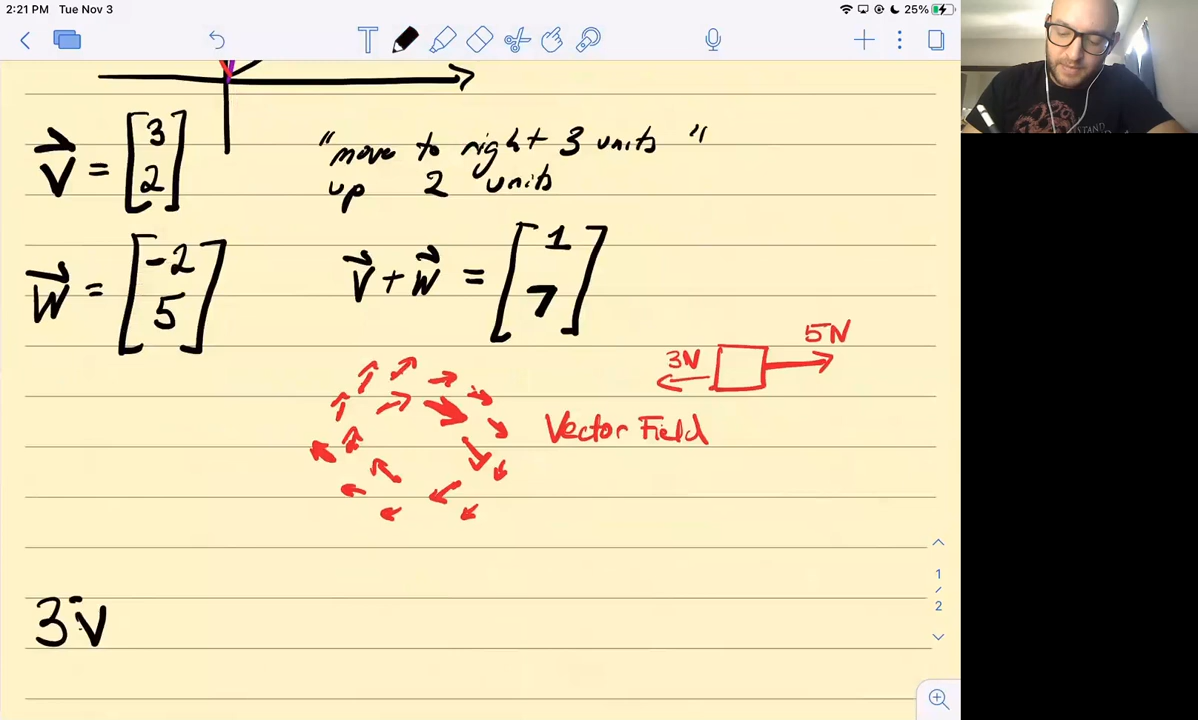 2:21 PM Tue Nov 3
25%
T
V = [3 2]
"move to right 3 units"
up 2 units
W = [-2 5]
V + W = [1 7]
5N
3N
Vector Field
1
/
2
3v